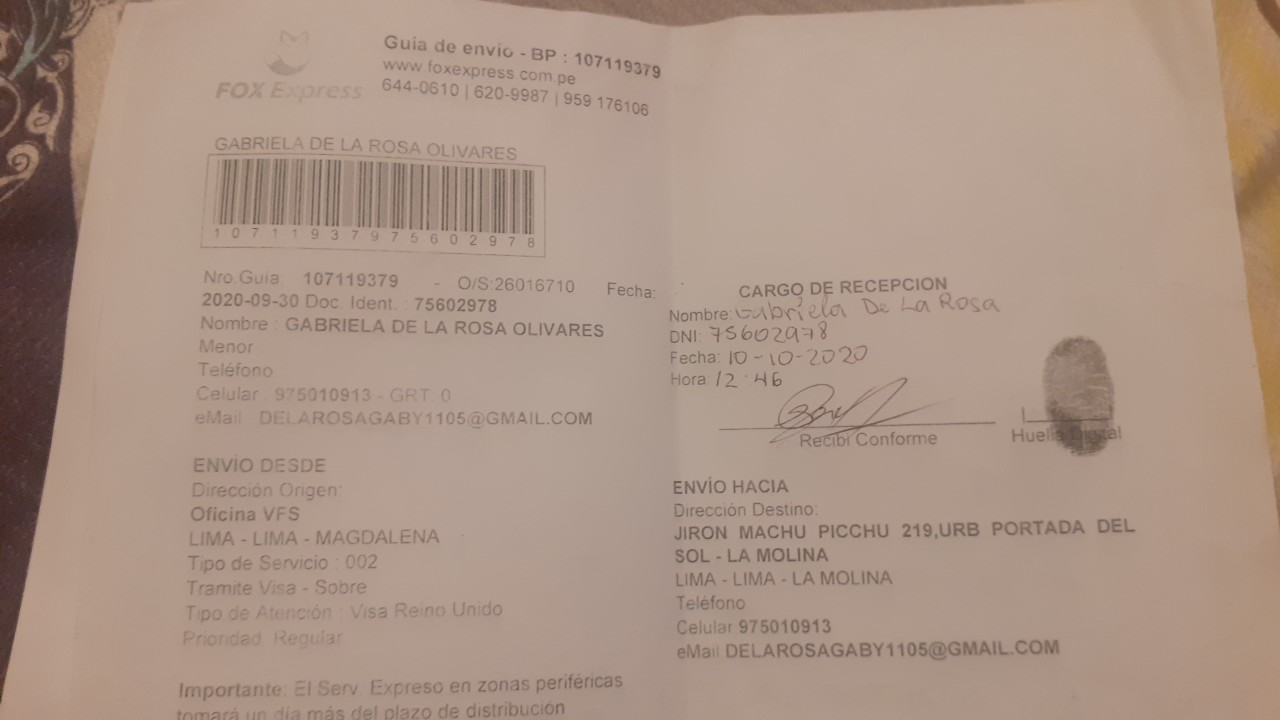 Guia de envio - BP : 107119379
www.foxexpress.com.pe
644-0610 | 620-9987 | 959 176106
FOX Express
GABRIELA DE LA ROSA OLIVARES
10711937975602978
Nro.Guia: 107119379 - O/S:26016710 Fecha:
2020-09-30 Doc. Ident. : 75602978
Nombre : GABRIELA DE LA ROSA OLIVARES
Menor
Teléfono
Celular : 975010913 - GRT: 0
eMail : DELAROSAGABY1105@GMAIL.COM
ENVÍO DESDE
Dirección Origen:
Oficina VFS
LIMA - LIMA - MAGDALENA
Tipo de Servicio : 002
Tramite Visa - Sobre
Tipo de Atención : Visa Reino Unido
Prioridad: Regular
Importante: El Serv. Expreso en zonas periféricas
tomará un día más del plazo de distribución
CARGO DE RECEPCION
Nombre: Gabriela De La Rosa
DNI: 75602978
Fecha: 10-10-2020
Hora: 12:46
Recibi Conforme
Huella Digital
ENVÍO HACIA
Dirección Destino:
JIRON MACHU PICCHU 219,URB PORTADA DEL
SOL - LA MOLINA
LIMA - LIMA - LA MOLINA
Teléfono
Celular 975010913
eMail DELAROSAGABY1105@GMAIL.COM